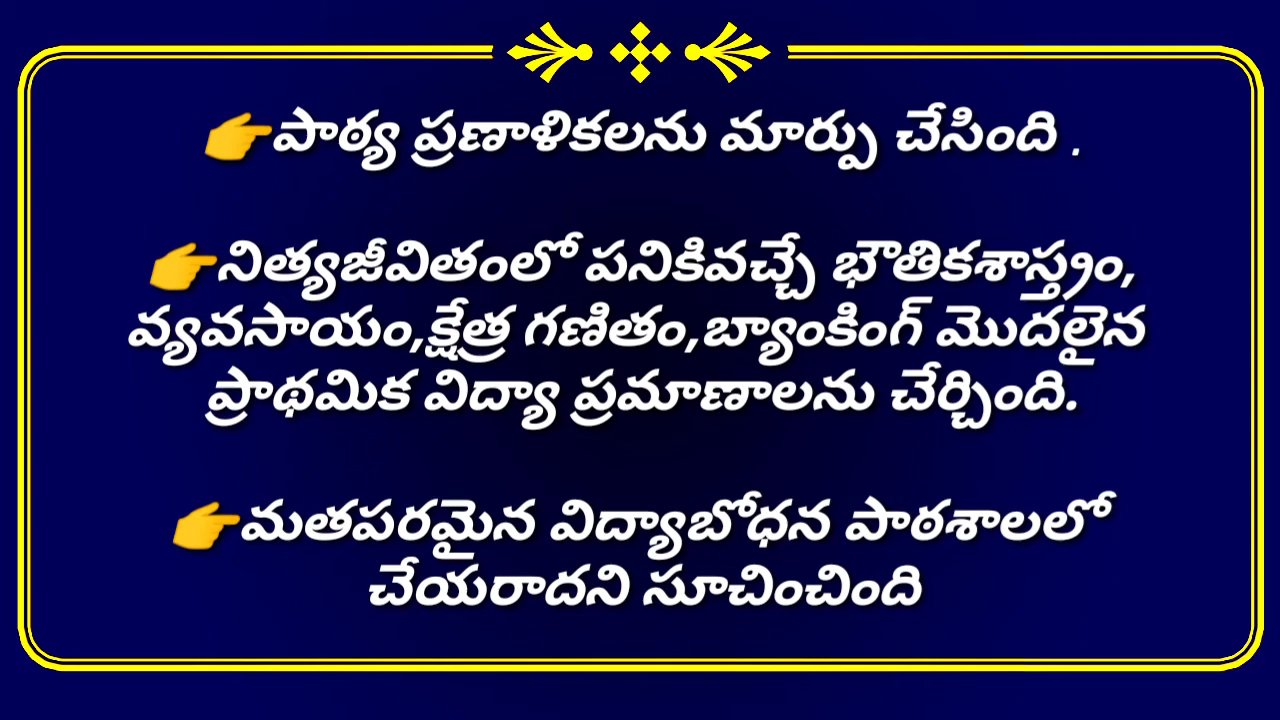 👉పాఠ్య ప్రణాళికలను మార్పు చేసింది .
👉నిత్యజీవితంలో పనికివచ్చే భౌతికశాస్త్రం,
వ్యవసాయం,క్షేత్ర గణితం,బ్యాంకింగ్ మొదలైన
ప్రాథమిక విద్యా ప్రమాణాలను చేర్చింది.
👉మతపరమైన విద్యాబోధన పాఠశాలలో
చేయరాదని సూచించింది